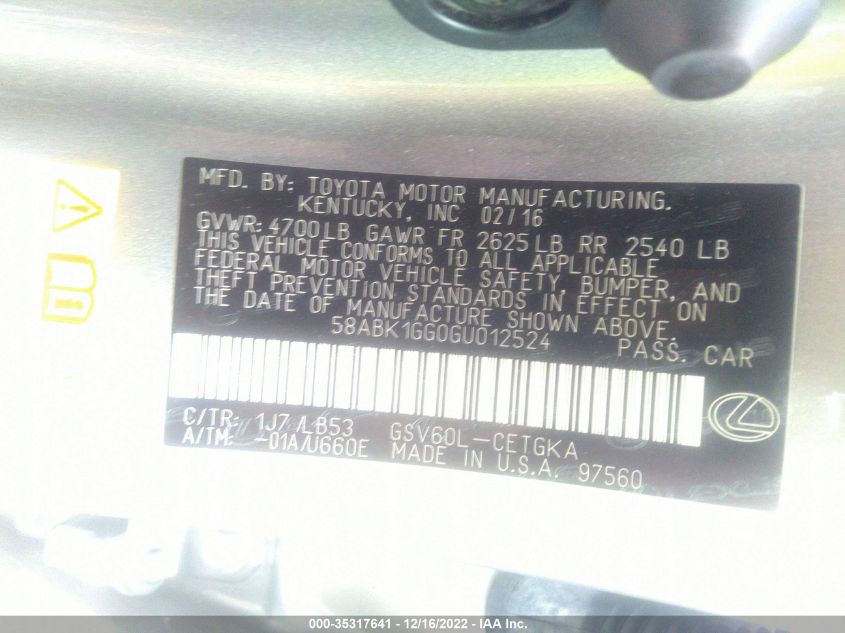 MFD. BY: TOYOTA MOTOR MANUFACTURING.
KENTUCKY, INC 02/16
GVWR: 4700LB GAWR FR 2625LB RR 2540 LB
THIS VEHICLE CONFORMS TO ALL APPLICABLE
FEDERAL MOTOR VEHICLE SAFETY, BUMPER, AND
THEFT PREVENTION STANDARDS IN EFFECT ON
THE DATE OF MANUFACTURE SHOWN ABOVE.
58ABK1GG0GU012524 PASS. CAR
C/TR: 1J7 /LB53 GSV60L-CETGKA
A/TM: -01A/U660E MADE IN U.S.A. 97560
000-35317641 - 12/16/2022 - IAA Inc.